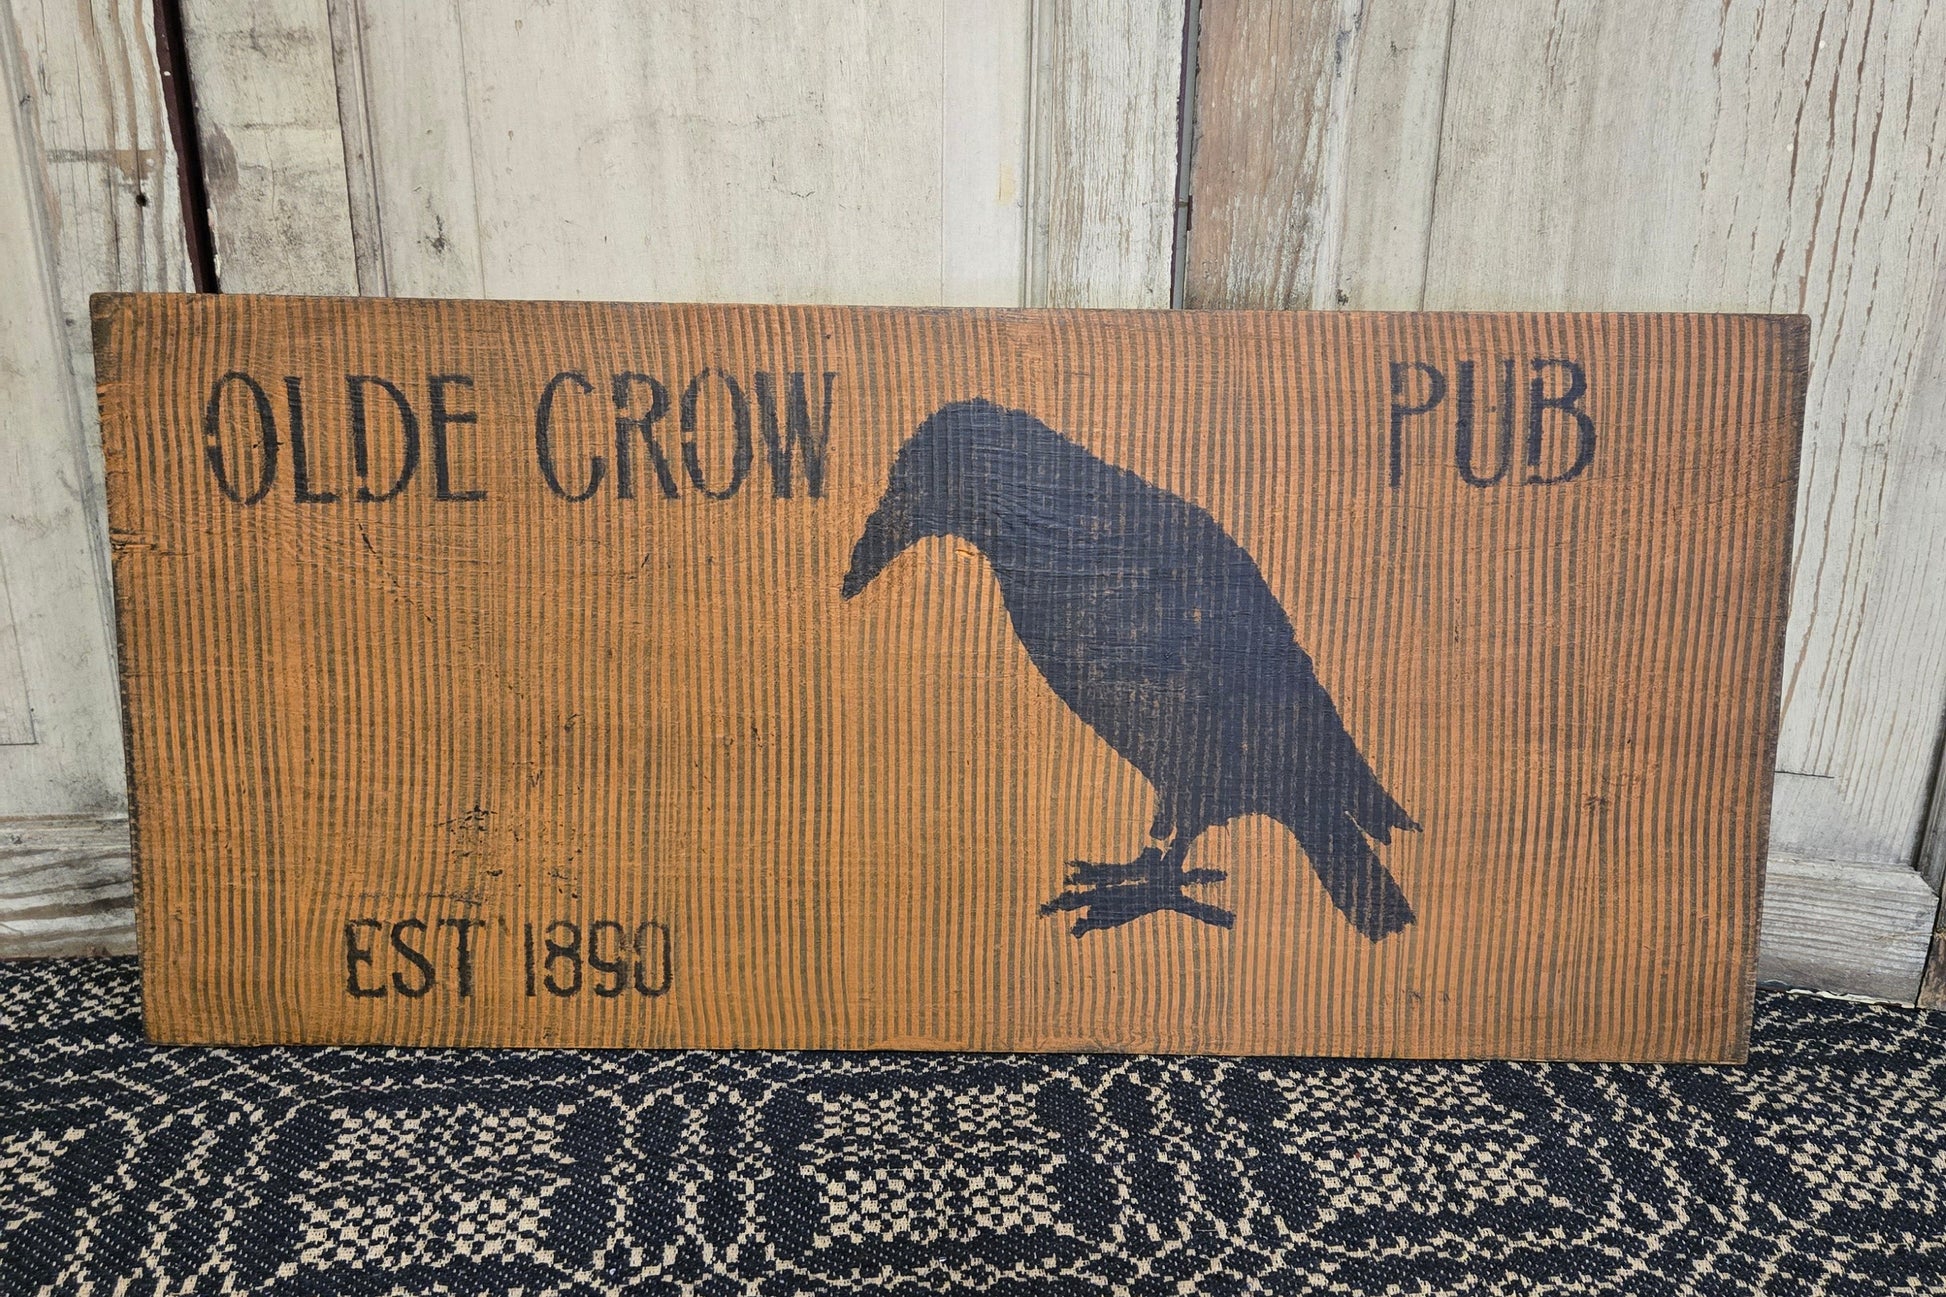 OLDE CROW PUB
EST 1890